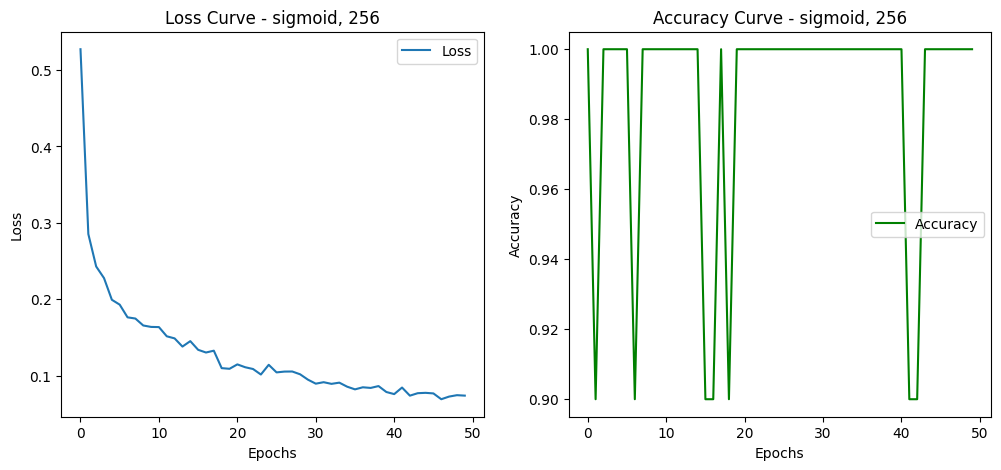 Loss Curve - sigmoid, 256
Loss
0.5
0.4
0.3
0.2
0.1
Loss
0
10
20
30
40
50
Epochs
Accuracy Curve - sigmoid, 256
Accuracy
1.00
0.98
0.96
0.94
0.92
0.90
Accuracy
0
10
20
30
40
50
Epochs